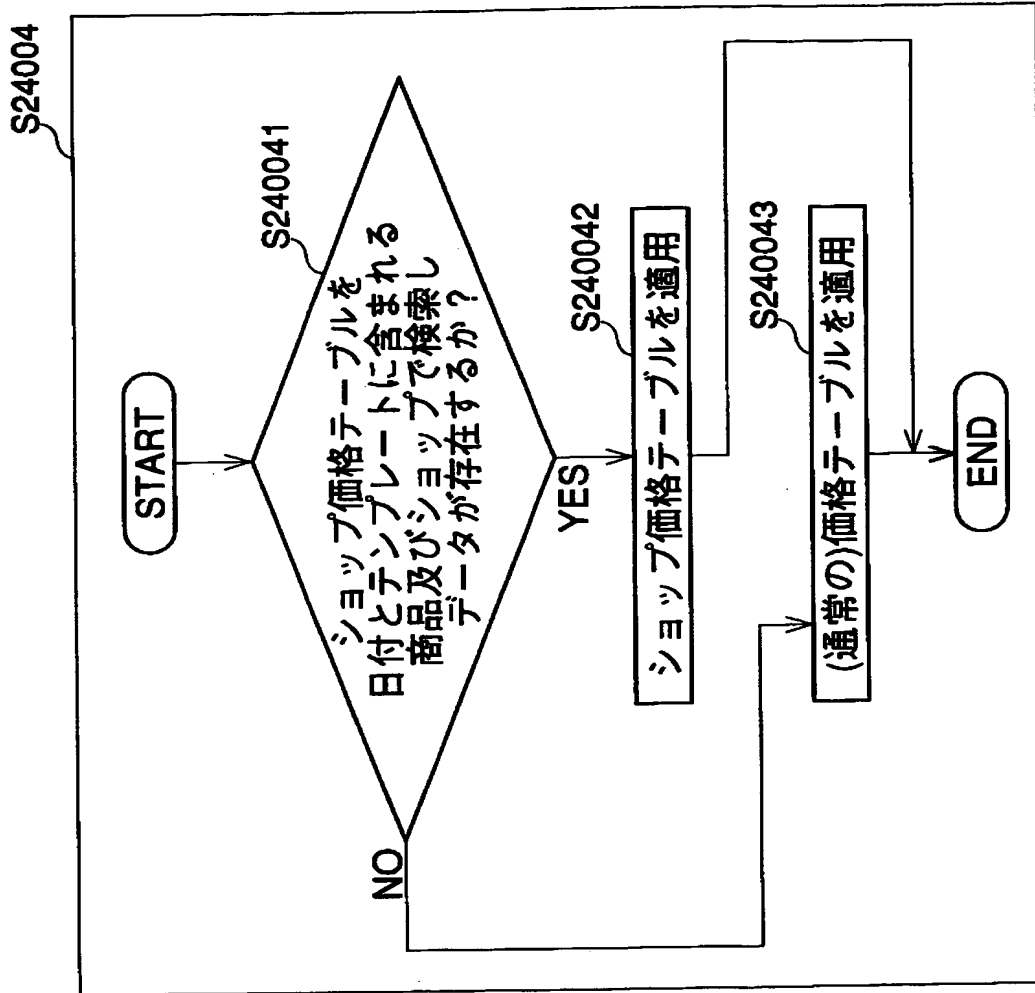 S24004
START
S240041
ショップ価格テーブルを
日付とテンプレートに含まれる
商品及びショップで検索し
データが存在するか?
NO
YES
S240042
ショップ価格テーブルを適用
S240043
(通常の)価格テーブルを適用
END